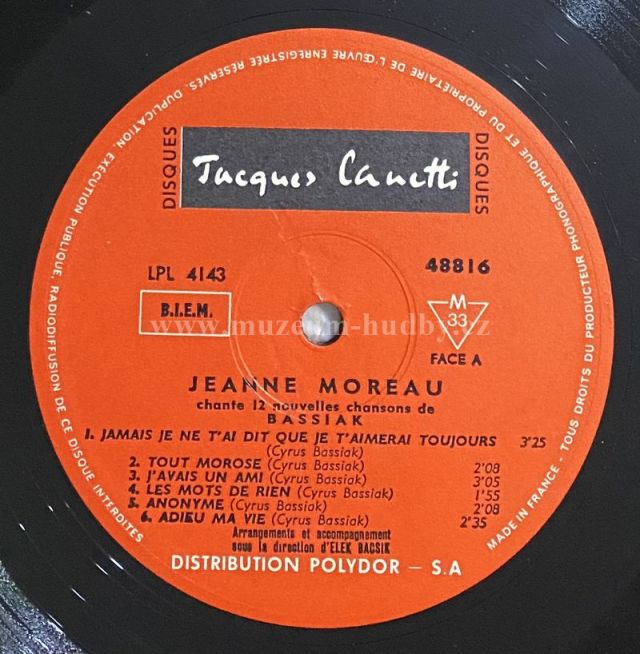 TOUS DROITS DU PRODUCTEUR PHONOGRAPHIQUE ET DU PROPRIÉTAIRE DE L'ŒUVRE ENREGISTRÉE RÉSERVÉS. DUPLICATION, EXÉCUTION PUBLIQUE, RADIODIFFUSION DE CE DISQUE INTERDITES
MADE IN FRANCE -
DISQUES
Jacques Canetti
DISQUES
LPL 4143
48816
B.I.E.M.
M
33
www.muzeum-hudby.cz
FACE A
JEANNE MOREAU
chante 12 nouvelles chansons de
BASSIAK
1. JAMAIS JE NE T'AI DIT QUE JE T'AIMERAI TOUJOURS 3'25
(Cyrus Bassiak)
2. TOUT MOROSE (Cyrus Bassiak) 2'08
3. J'AVAIS UN AMI (Cyrus Bassiak) 3'05
4. LES MOTS DE RIEN (Cyrus Bassiak) 1'55
5. ANONYME (Cyrus Bassiak) 2'08
6. ADIEU MA VIE (Cyrus Bassiak) 2'35
Arrangements et accompagnement
sous la direction d'ELEK BACSIK
DISTRIBUTION POLYDOR — S.A